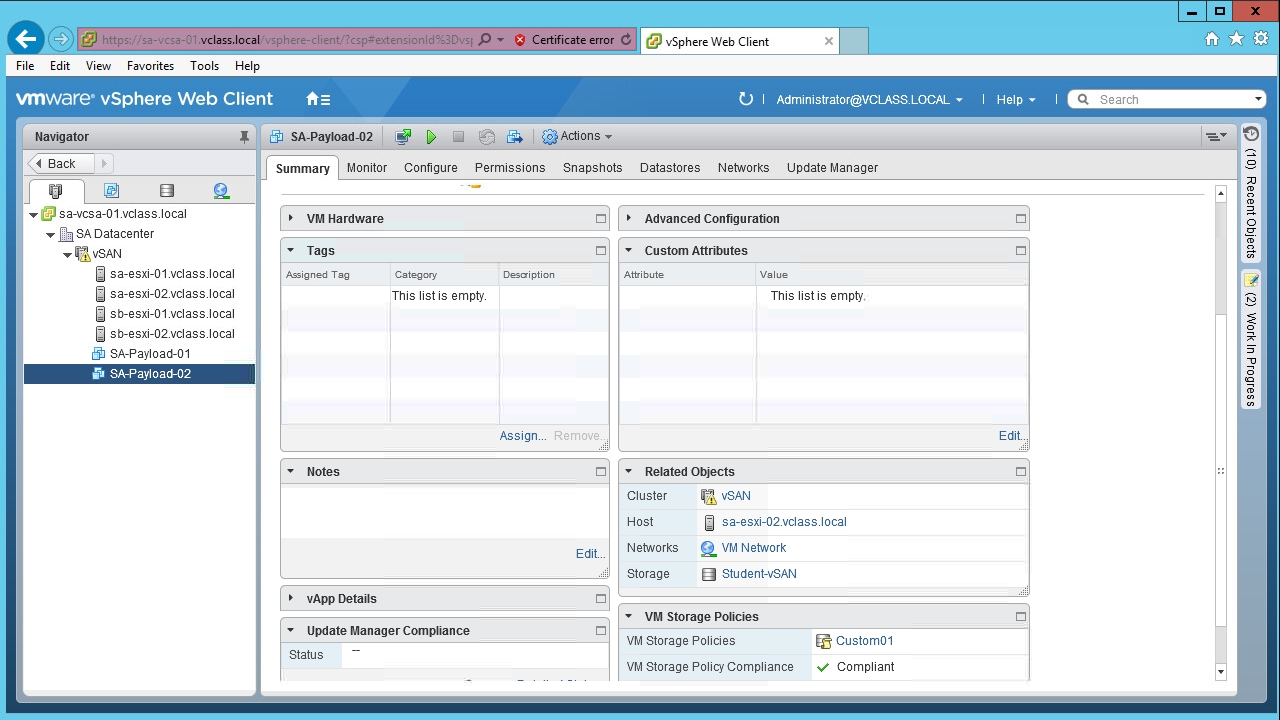 https://sa-vcsa-01.vclass.local/vsphere-client/?csp#extensionId%3Dvsp
Certificate error
vSphere Web Client
File Edit View Favorites Tools Help
vmware® vSphere Web Client
Administrator@VCLASS.LOCAL
Help
Search
Navigator
Back
sa-vcsa-01.vclass.local
SA Datacenter
vSAN
sa-esxi-01.vclass.local
sa-esxi-02.vclass.local
sb-esxi-01.vclass.local
sb-esxi-02.vclass.local
SA-Payload-01
SA-Payload-02
SA-Payload-02
Actions
Summary Monitor Configure Permissions Snapshots Datastores Networks Update Manager
VM Hardware
Tags
Assigned Tag Category Description
This list is empty.
Assign... Remove...
Notes
Edit...
vApp Details
Update Manager Compliance
Status --
Advanced Configuration
Custom Attributes
Attribute Value
This list is empty.
Edit...
Related Objects
Cluster vSAN
Host sa-esxi-02.vclass.local
Networks VM Network
Storage Student-vSAN
VM Storage Policies
VM Storage Policies Custom01
VM Storage Policy Compliance Compliant
(10) Recent Objects
(2) Work In Progress